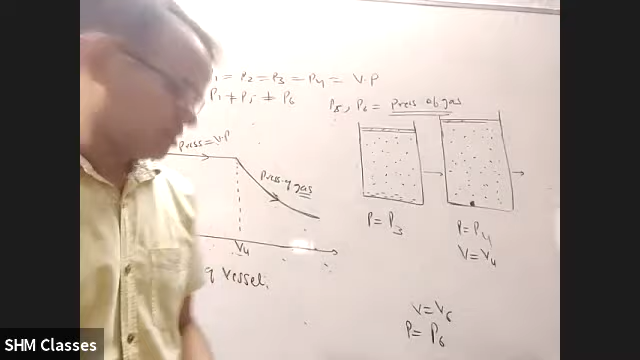 P₁ = P₂ = P₃ = P₄ = V.P
P₁ ≠ P₅ ≠ P₆
P₅, P₆ = Press of gas
Press = V.P
Press of gas
P = P₃
P = P₄
V = V₄
V₄
of Vessel.
V = V₆
P = P₆
SHM Classes